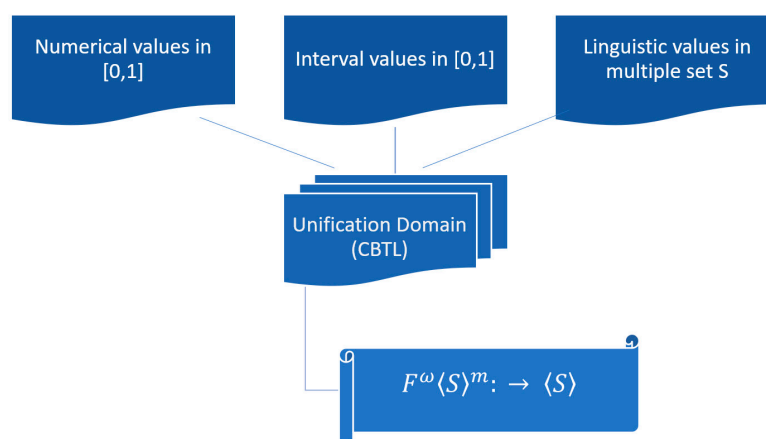 Numerical values in
[0,1]
Interval values in [0,1]
Linguistic values in
multiple set S
Unification Domain
(CBTL)
F^ω⟨S⟩^m: → ⟨S⟩